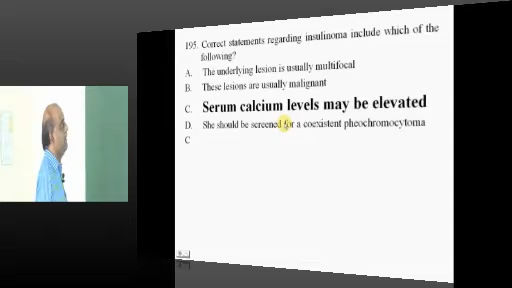 195. Correct statements regarding insulinoma include which of the
following?
A. The underlying lesion is usually multifocal
B. These lesions are usually malignant
C. Serum calcium levels may be elevated
D. She should be screened for a coexistent pheochromocytoma
C